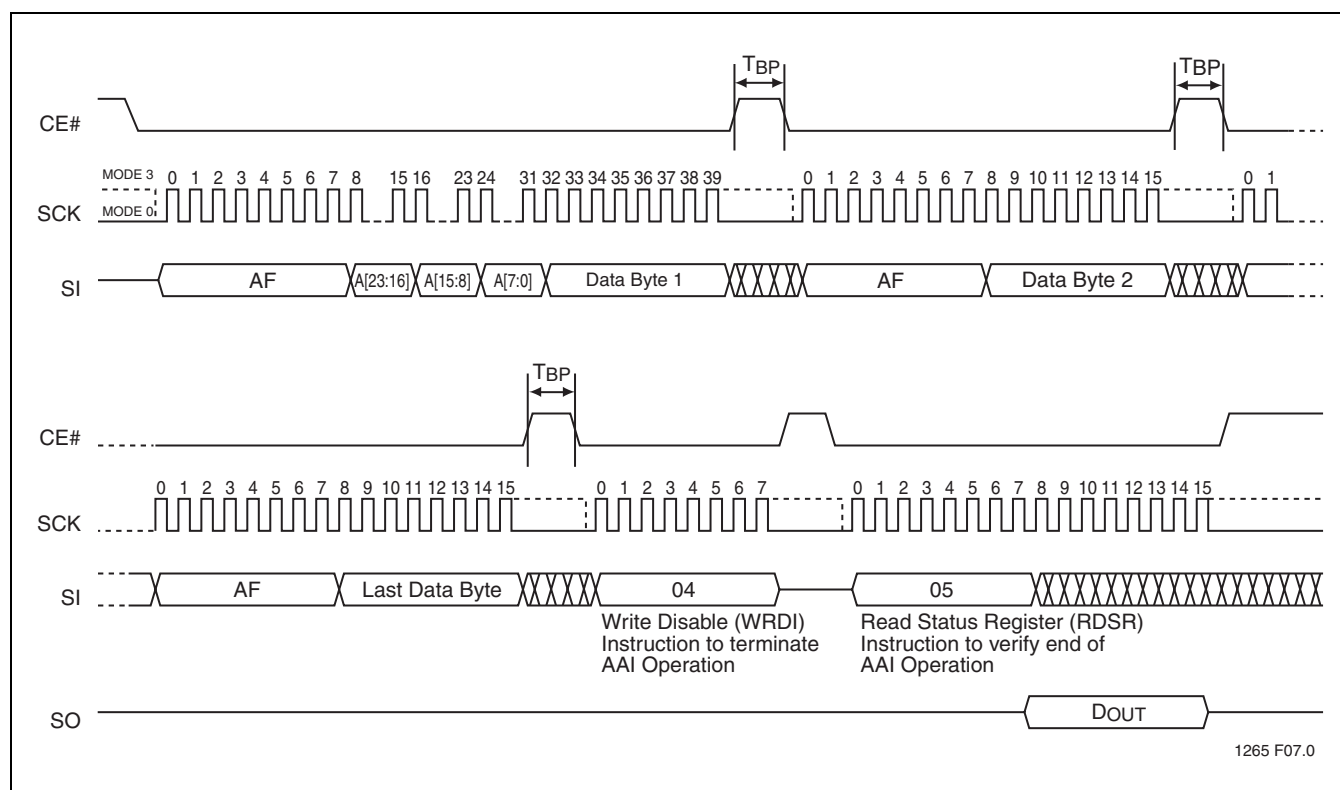 TBP TBP
CE#
MODE 3 0 1 2 3 4 5 6 7 8 15 16 23 24 31 32 33 34 35 36 37 38 39 0 1 2 3 4 5 6 7 8 9 10 11 12 13 14 15 0 1
SCK MODE 0
SI AF A[23:16] A[15:8] A[7:0] Data Byte 1 AF Data Byte 2
TBP
CE#
0 1 2 3 4 5 6 7 8 9 10 11 12 13 14 15 0 1 2 3 4 5 6 7 0 1 2 3 4 5 6 7 8 9 10 11 12 13 14 15
SCK
SI AF Last Data Byte 04 05
Write Disable (WRDI) Read Status Register (RDSR)
Instruction to terminate Instruction to verify end of
AAI Operation AAI Operation
SO DOUT
1265 F07.0